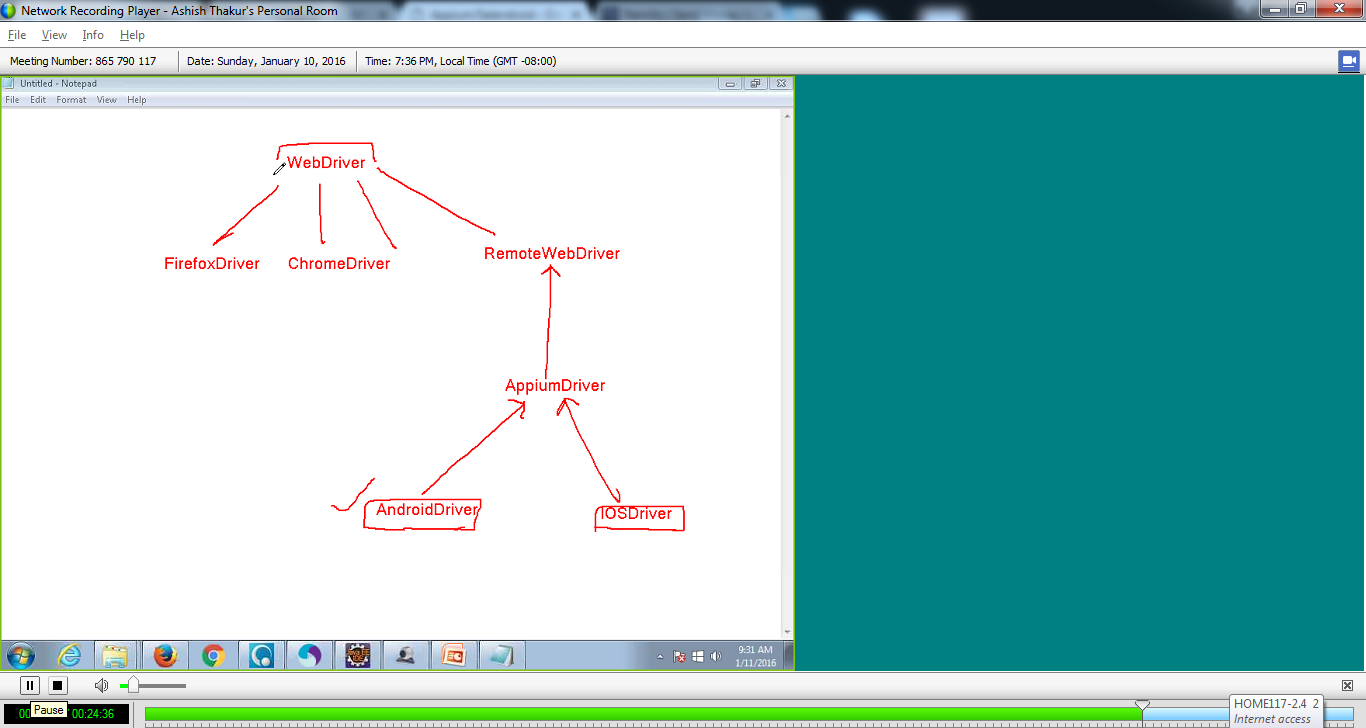 Network Recording Player - Ashish Thakur's Personal Room
File View Info Help
Meeting Number: 865 790 117 Date: Sunday, January 10, 2016 Time: 7:36 PM, Local Time (GMT -08:00)
Untitled - Notepad
File Edit Format View Help
WebDriver
RemoteWebDriver
FirefoxDriver ChromeDriver
AppiumDriver
AndroidDriver
IOSDriver
9:31 AM
1/11/2016
Pause
00:24:36
HOME117-2.4 2
Internet access